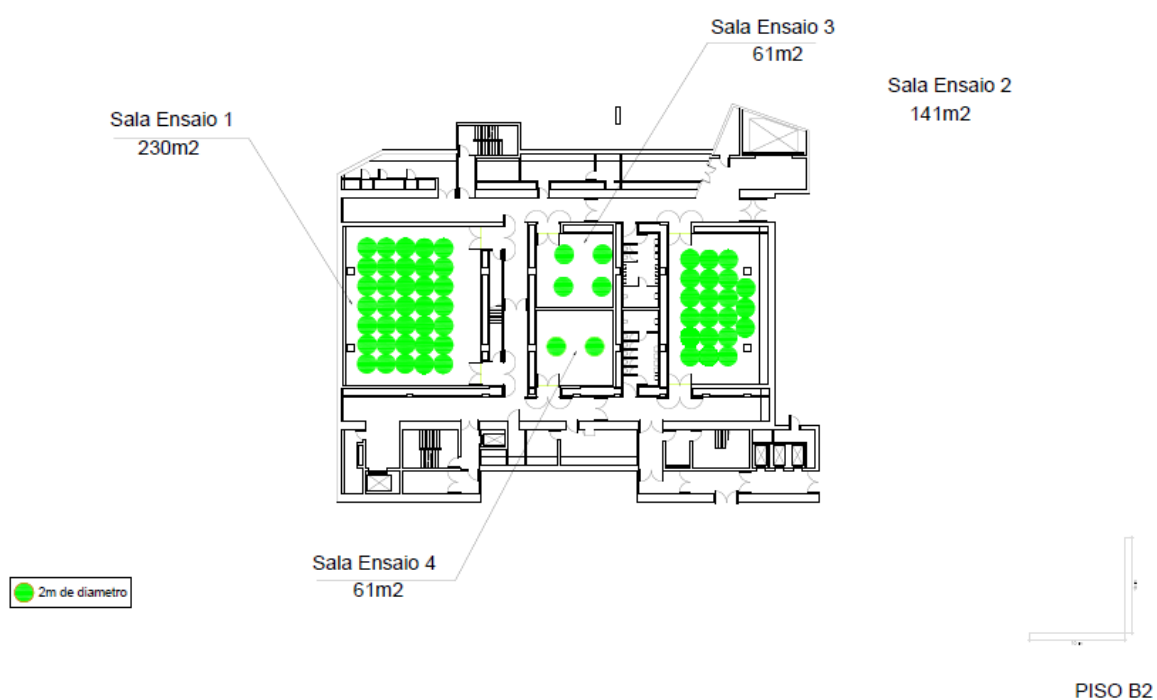 Sala Ensaio 3
61m2
Sala Ensaio 2
141m2
Sala Ensaio 1
230m2
Sala Ensaio 4
61m2
2m de diametro
PISO B2